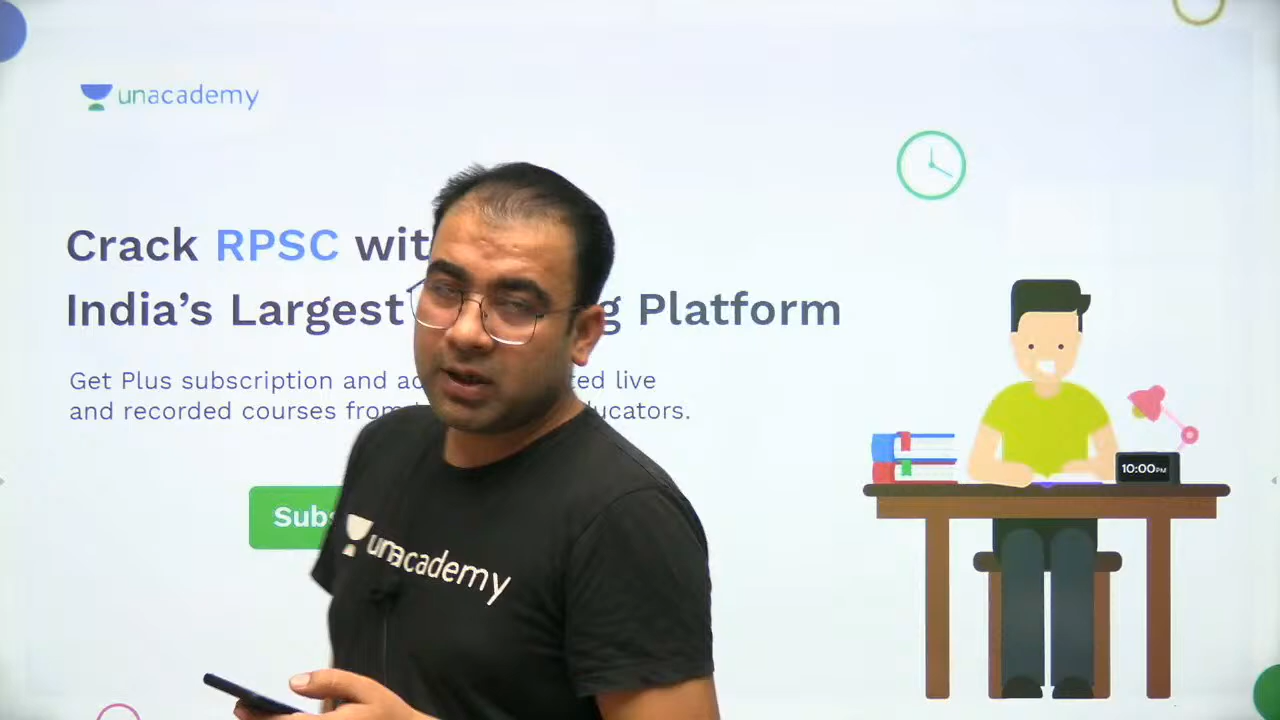 unacademy
Crack RPSC wit
India's Largest g Platform
Get Plus subscription and ac ted live
and recorded courses from ucators.
Subs
unacademy
10:00PM